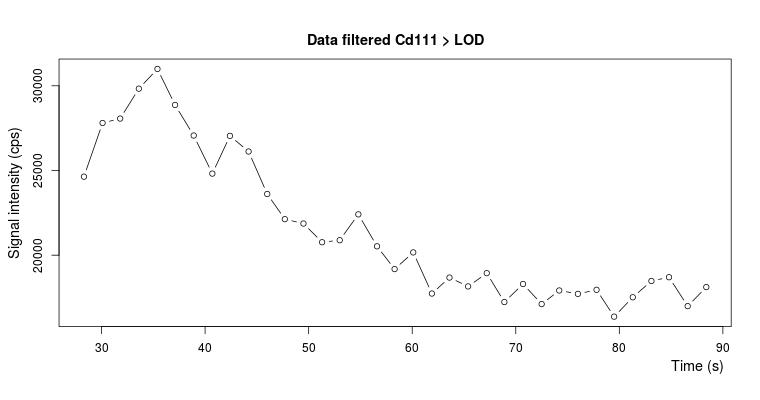 Data filtered Cd111 > LOD
Signal intensity (cps)
30000
25000
20000
30 40 50 60 70 80 90
Time (s)